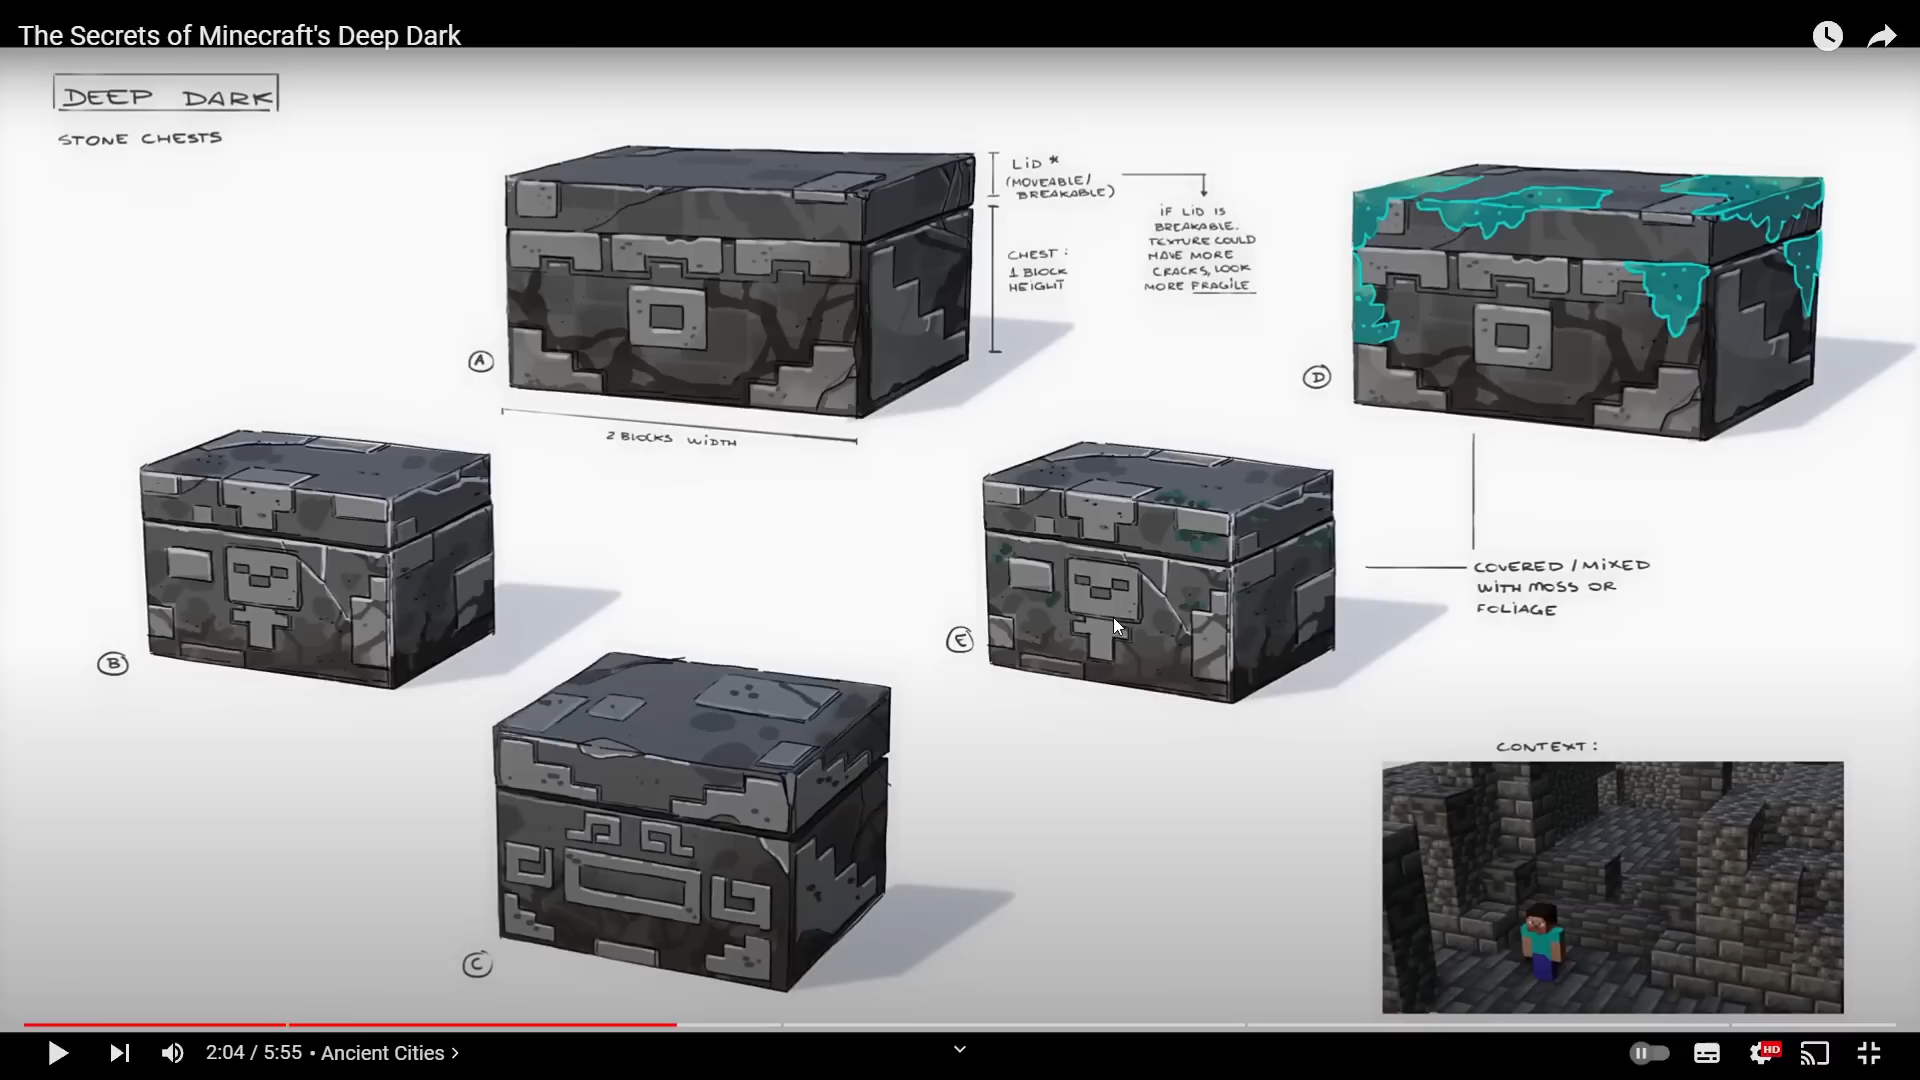 The Secrets of Minecraft's Deep Dark
DEEP DARK
STONE CHESTS
LID *
(MOVEABLE/
BREAKABLE)
IF LID IS
BREAKABLE.
TEXTURE COULD
HAVE MORE
CRACKS, LOOK
MORE FRAGILE
CHEST:
1 BLOCK
HEIGHT
A
2 BLOCKS WIDTH
D
B
E
COVERED / MIXED
WITH MOSS OR
FOLIAGE
C
CONTEXT:
2:04 / 5:55 • Ancient Cities >
HD